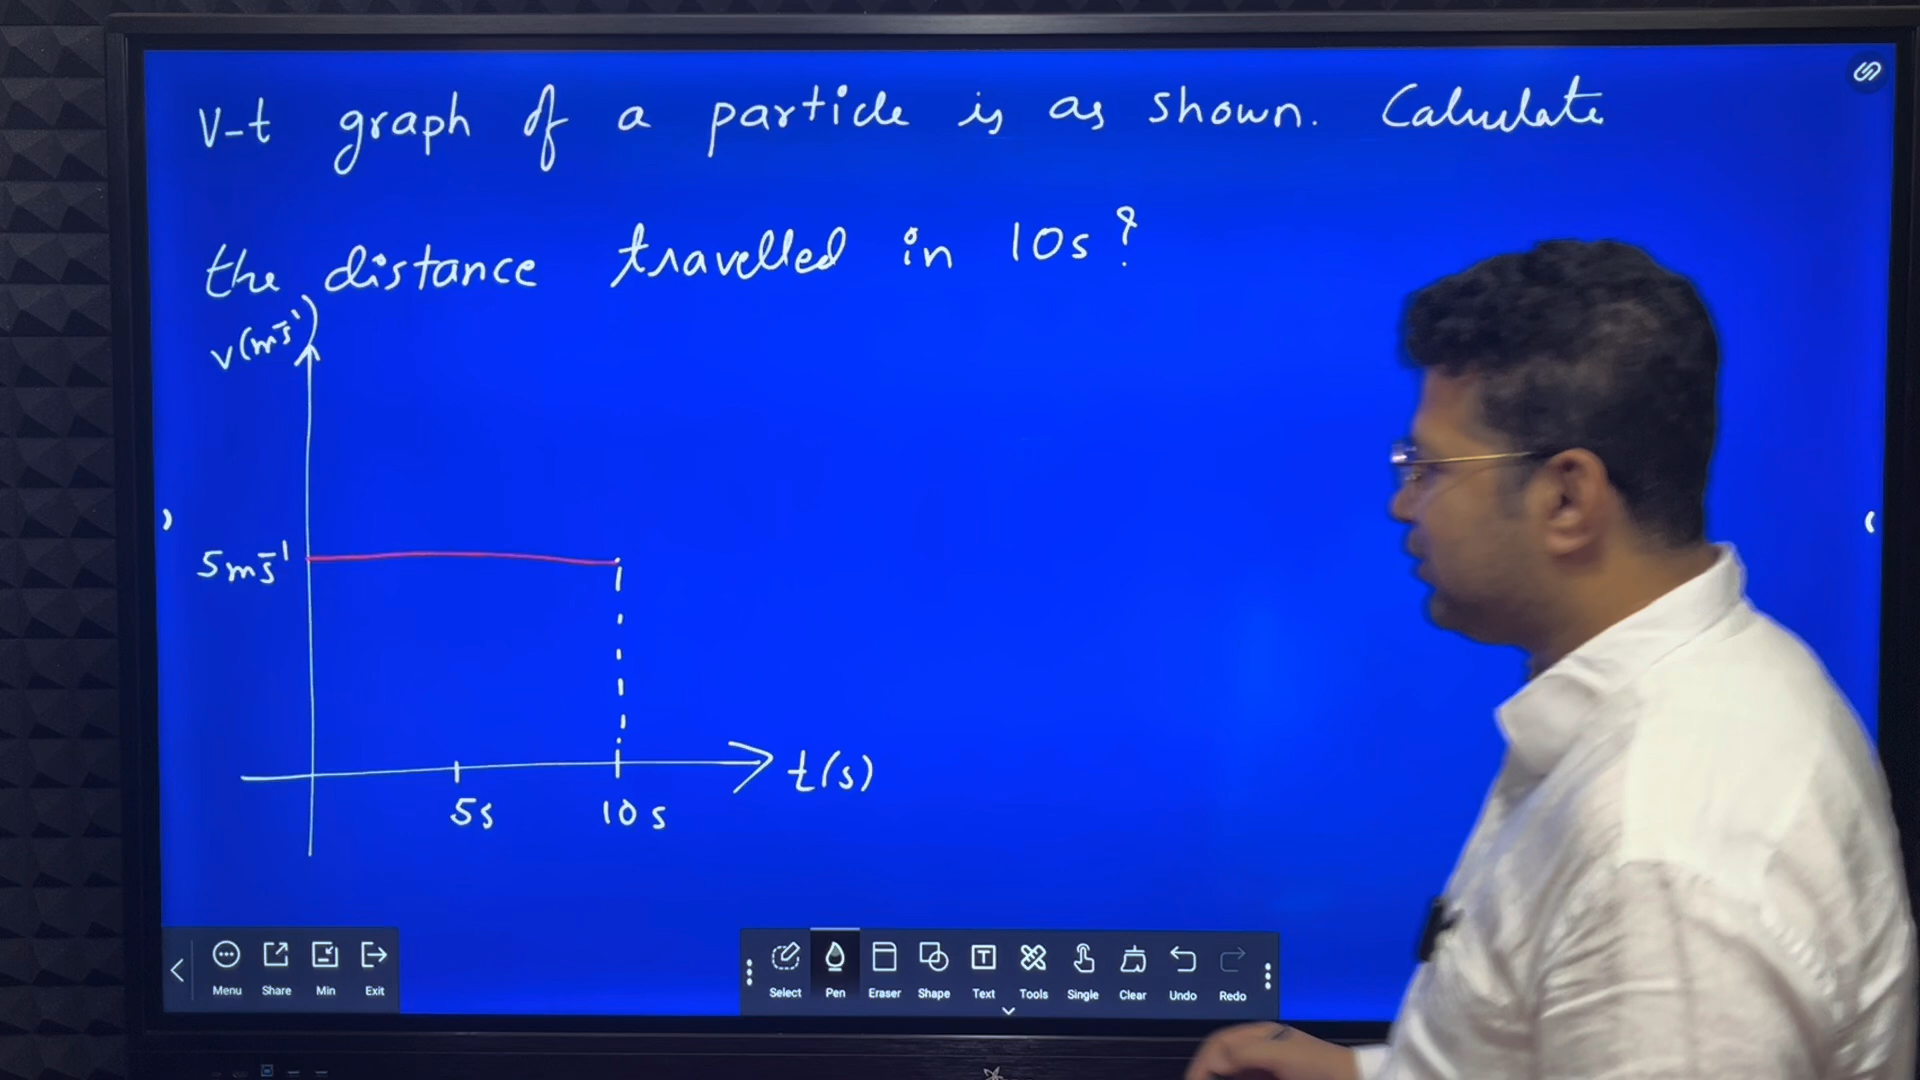 v-t graph of a particle is as shown. Calculate
the distance travelled in 10s?
v(ms⁻¹)
5ms⁻¹
t(s)
5s 10s
Menu Share Min Exit
Select Pen Eraser Shape Text Tools Single Clear Undo Redo